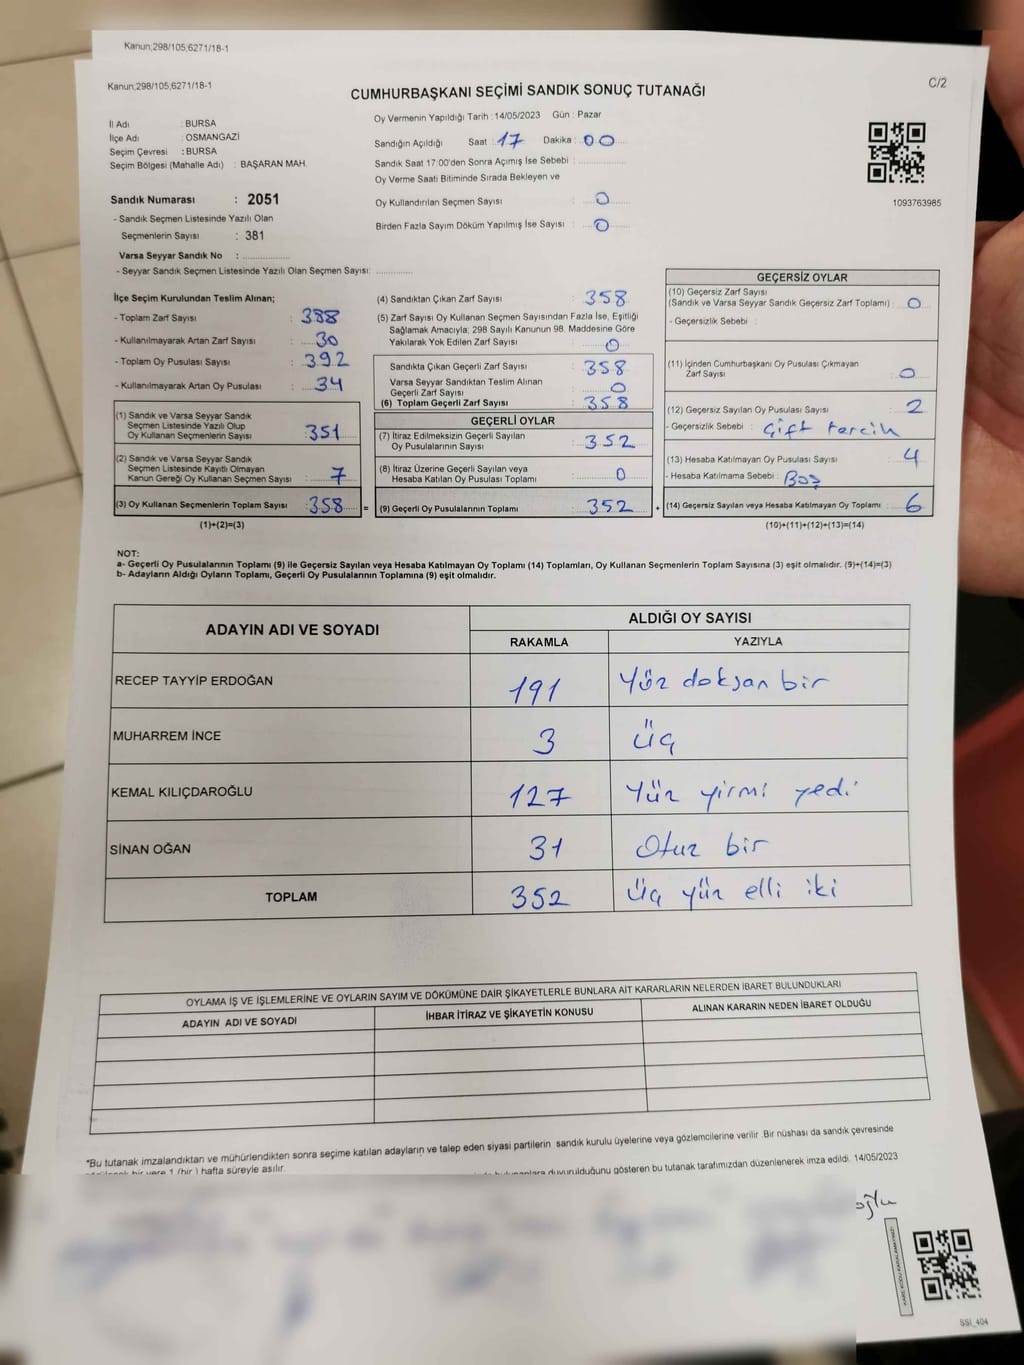 Kanun;298/105;6271/18-1
Kanun;298/105;6271/18-1
C/2
CUMHURBAŞKANI SEÇİMİ SANDIK SONUÇ TUTANAĞI
İl Adı : BURSA
İlçe Adı : OSMANGAZİ
Seçim Çevresi : BURSA
Seçim Bölgesi (Mahalle Adı) : BAŞARAN MAH.
Sandık Numarası : 2051
- Sandık Seçmen Listesinde Yazılı Olan
Seçmenlerin Sayısı : 381
Varsa Seyyar Sandık No : ................
- Seyyar Sandık Seçmen Listesinde Yazılı Olan Seçmen Sayısı: .............
Oy Vermenin Yapıldığı Tarih : 14/05/2023 Gün : Pazar
Sandığın Açıldığı Saat : 17 Dakika : 00
Sandık Saat 17:00'den Sonra Açımış İse Sebebi : ................
Oy Verme Saati Bitiminde Sırada Bekleyen ve
Oy Kullandırılan Seçmen Sayısı : 0
Birden Fazla Sayım Döküm Yapılmış İse Sayısı : 0
1093763985
İlçe Seçim Kurulundan Teslim Alınan;
- Toplam Zarf Sayısı : 388
- Kullanılmayarak Artan Zarf Sayısı : 30
- Toplam Oy Pusulası Sayısı : 392
- Kullanılmayarak Artan Oy Pusulası : 34
(1) Sandık ve Varsa Seyyar Sandık
Seçmen Listesinde Yazılı Olup
Oy Kullanan Seçmenlerin Sayısı : 351
(2) Sandık ve Varsa Seyyar Sandık
Seçmen Listesinde Kayıtlı Olmayan
Kanun Gereği Oy Kullanan Seçmen Sayısı : 7
(3) Oy Kullanan Seçmenlerin Toplam Sayısı : 358 =
(1)+(2)=(3)
(4) Sandıktan Çıkan Zarf Sayısı : 358
(5) Zarf Sayısı Oy Kullanan Seçmen Sayısından Fazla İse, Eşitliği
Sağlamak Amacıyla; 298 Sayılı Kanunun 98. Maddesine Göre
Yakılarak Yok Edilen Zarf Sayısı : 0
Sandıkta Çıkan Geçerli Zarf Sayısı : 358
Varsa Seyyar Sandıktan Teslim Alınan
Geçerli Zarf Sayısı : 0
(6) Toplam Geçerli Zarf Sayısı : 358
GEÇERLİ OYLAR
(7) İtiraz Edilmeksizin Geçerli Sayılan
Oy Pusulalarının Sayısı : 352
(8) İtiraz Üzerine Geçerli Sayılan veya
Hesaba Katılan Oy Pusulası Toplamı : 0
(9) Geçerli Oy Pusulalarının Toplamı : 352 +
GEÇERSİZ OYLAR
(10) Geçersiz Zarf Sayısı
(Sandık ve Varsa Seyyar Sandık Geçersiz Zarf Toplamı) : 0
- Geçersizlik Sebebi :
(11) İçinden Cumhurbaşkanı Oy Pusulası Çıkmayan
Zarf Sayısı : 0
(12) Geçersiz Sayılan Oy Pusulası Sayısı : 2
- Geçersizlik Sebebi : Çift tercih
(13) Hesaba Katılmayan Oy Pusulası Sayısı : 4
- Hesaba Katılmama Sebebi : Boş
(14) Geçersiz Sayılan veya Hesaba Katılmayan Oy Toplamı : 6
(10)+(11)+(12)+(13)=(14)
NOT:
a- Geçerli Oy Pusulalarının Toplamı (9) ile Geçersiz Sayılan veya Hesaba Katılmayan Oy Toplamı (14) Toplamları, Oy Kullanan Seçmenlerin Toplam Sayısına (3) eşit olmalıdır. (9)+(14)=(3)
b- Adayların Aldığı Oyların Toplamı, Geçerli Oy Pusulalarının Toplamına (9) eşit olmalıdır.
ADAYIN ADI VE SOYADI ALDIĞI OY SAYISI
RAKAMLA YAZIYLA
RECEP TAYYİP ERDOĞAN 191 Yüz doksan bir
MUHARREM İNCE 3 üç
KEMAL KILIÇDAROĞLU 127 Yüz yirmi yedi
SİNAN OĞAN 31 Otuz bir
TOPLAM 352 Üç yüz elli iki
OYLAMA İŞ VE İŞLEMLERİNE VE OYLARIN SAYIM VE DÖKÜMÜNE DAİR ŞİKAYETLERLE BUNLARA AİT KARARLARIN NELERDEN İBARET BULUNDUKLARI
ADAYIN ADI VE SOYADI İHBAR İTİRAZ VE ŞİKAYETİN KONUSU ALINAN KARARIN NEDEN İBARET OLDUĞU
*Bu tutanak imzalandıktan ve mühürlendikten sonra seçime katılan adayların ve talep eden siyasi partilerin sandık kurulu üyelerine veya gözlemcilerine verilir. Bir nüshası da sandık çevresinde
bir yere 1 (bir) hafta süreyle asılır.
duyurulduğunu gösteren bu tutanak tarafımızdan düzenlenerek imza edildi. 14/05/2023
oğlu
SSİ_404